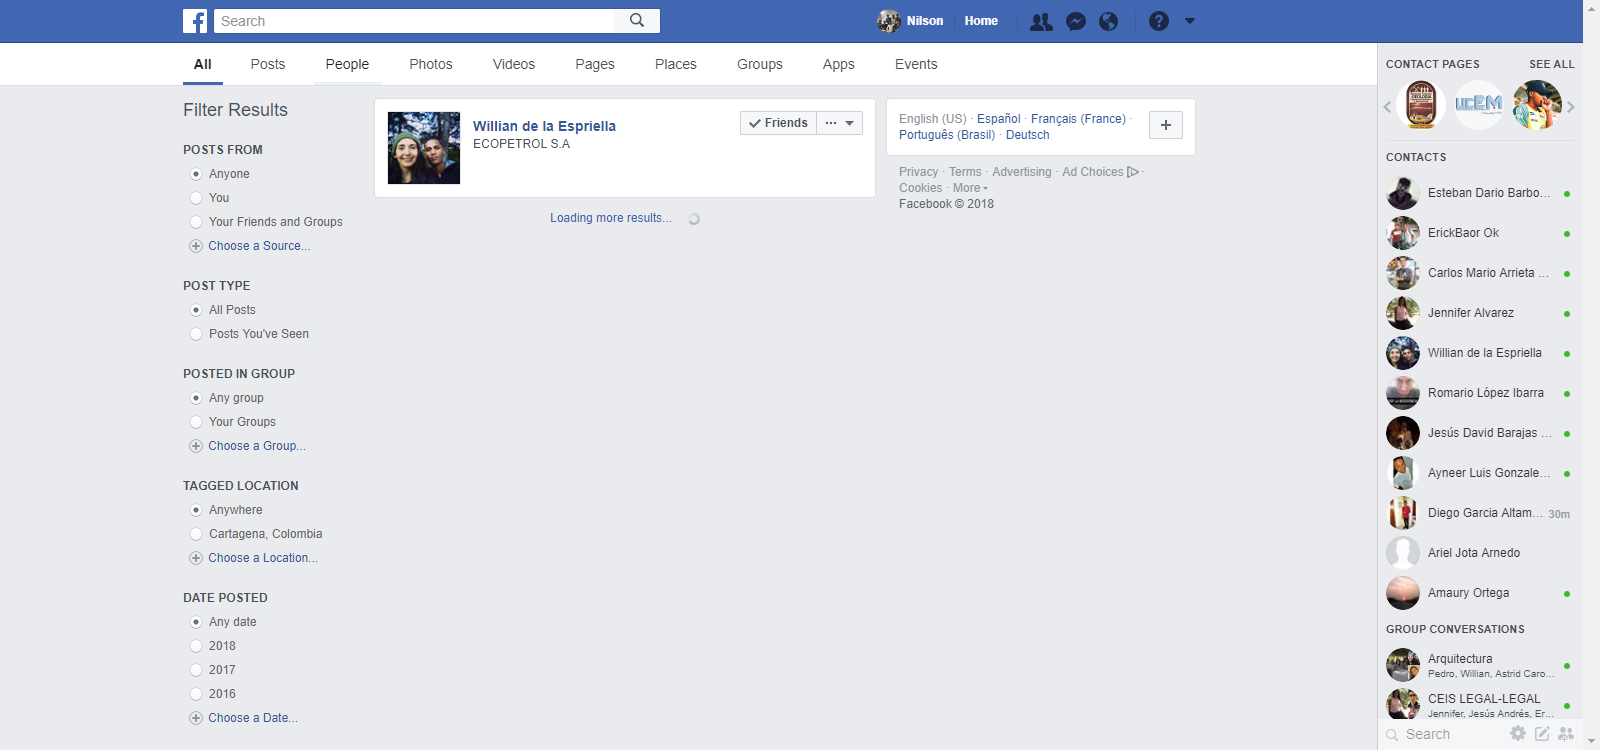 Search
Nilson
Home
All
Posts
People
Photos
Videos
Pages
Places
Groups
Apps
Events
Filter Results
POSTS FROM
Anyone
You
Your Friends and Groups
Choose a Source...
POST TYPE
All Posts
Posts You've Seen
POSTED IN GROUP
Any group
Your Groups
Choose a Group...
TAGGED LOCATION
Anywhere
Cartagena, Colombia
Choose a Location...
DATE POSTED
Any date
2018
2017
2016
Choose a Date...
Willian de la Espriella
ECOPETROL S.A
Friends
Loading more results...
English (US) · Español · Français (France) ·
Português (Brasil) · Deutsch
Privacy · Terms · Advertising · Ad Choices ·
Cookies · More
Facebook © 2018
CONTACT PAGES
SEE ALL
UCEM
CONTACTS
Esteban Dario Barbo...
ErickBaor Ok
Carlos Mario Arrieta ...
Jennifer Alvarez
Willian de la Espriella
Romario López Ibarra
Jesús David Barajas ...
Ayneer Luis Gonzale...
Diego Garcia Altam... 30m
Ariel Jota Arnedo
Amaury Ortega
GROUP CONVERSATIONS
Arquitectura
Pedro, Willian, Astrid Caro...
CEIS LEGAL-LEGAL
Jennifer, Jesús Andrés, Er...
Search